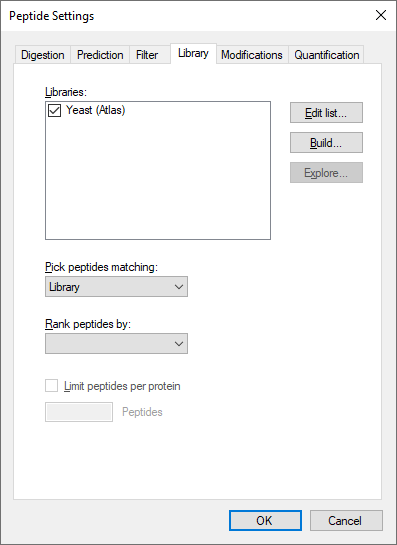 Peptide Settings
Digestion Prediction Filter Library Modifications Quantification
Libraries:
Yeast (Atlas)
Edit list...
Build...
Explore...
Pick peptides matching:
Library
Rank peptides by:
Limit peptides per protein
Peptides
OK Cancel